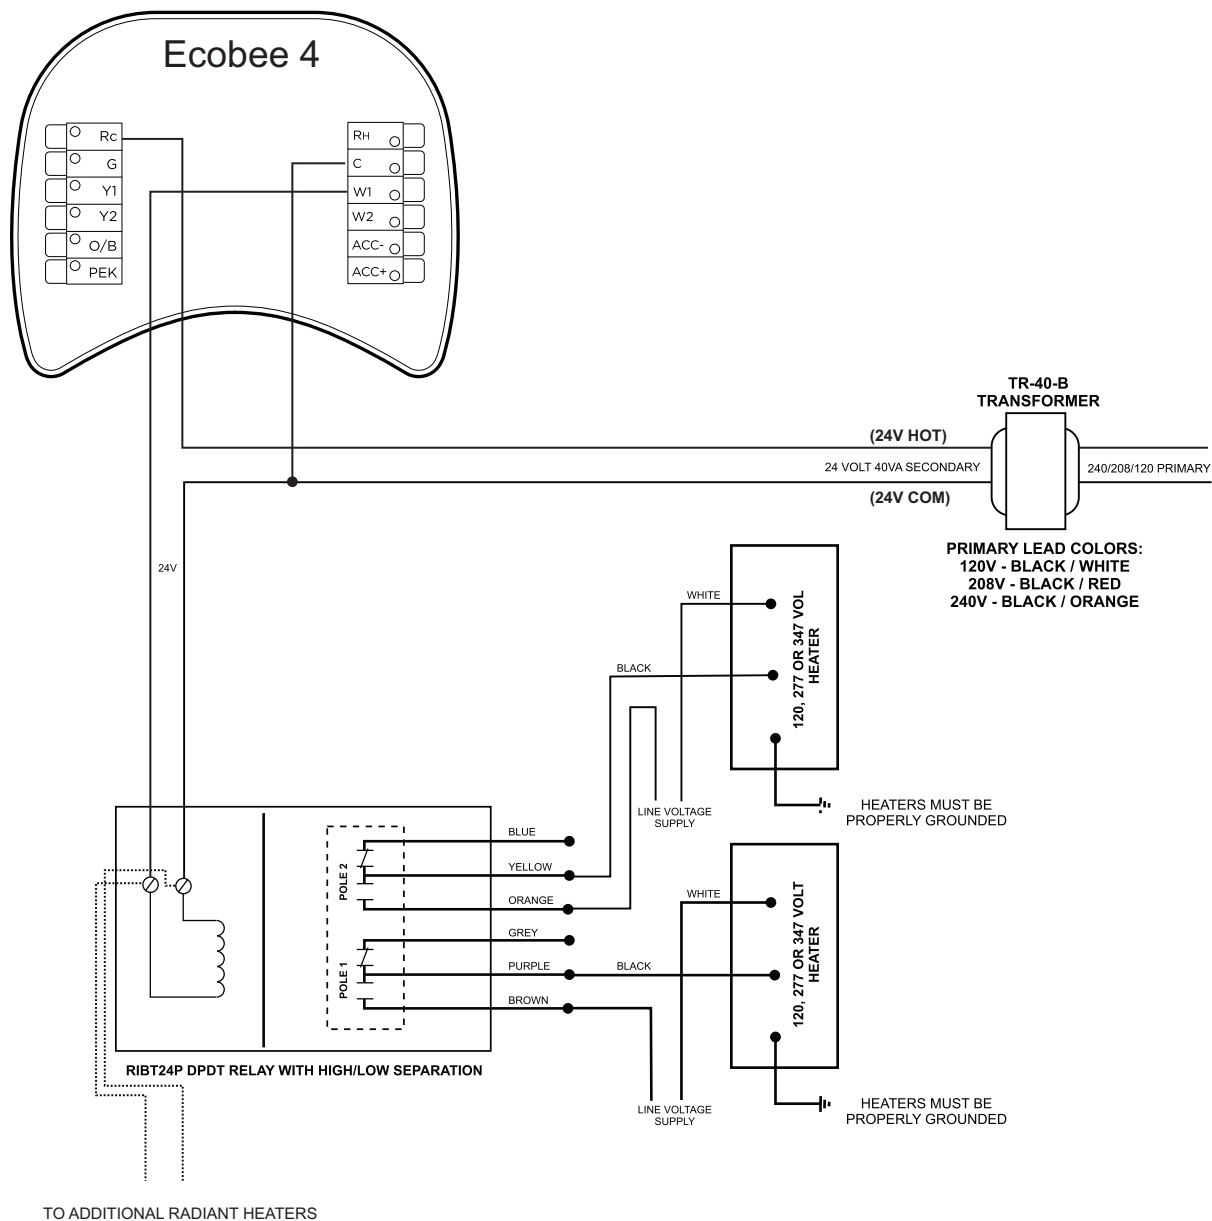 Ecobee 4
Rc
G
Y1
Y2
O/B
PEK
RH
C
W1
W2
ACC-
ACC+
TR-40-B
TRANSFORMER
(24V HOT)
24 VOLT 40VA SECONDARY
240/208/120 PRIMARY
(24V COM)
PRIMARY LEAD COLORS:
120V - BLACK / WHITE
208V - BLACK / RED
240V - BLACK / ORANGE
24V
WHITE
BLACK
120, 277 OR 347 VOL
HEATER
LINE VOLTAGE
SUPPLY
HEATERS MUST BE
PROPERLY GROUNDED
POLE 2
BLUE
YELLOW
ORANGE
POLE 1
GREY
PURPLE
BROWN
WHITE
BLACK
120, 277 OR 347 VOLT
HEATER
RIBT24P DPDT RELAY WITH HIGH/LOW SEPARATION
LINE VOLTAGE
SUPPLY
HEATERS MUST BE
PROPERLY GROUNDED
TO ADDITIONAL RADIANT HEATERS